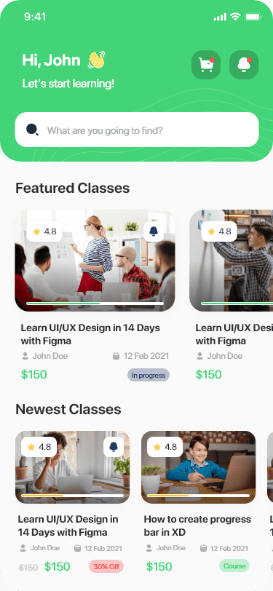 9:41
Hi, John
Let's start learning!
What are you going to find?
Featured Classes
4.8
4.8
Learn UI/UX Design in 14 Days
with Figma
John Doe
12 Feb 2021
$150
In progress
Learn UI/UX Desi
with Figma
John Doe
$150
Newest Classes
4.8
4.8
Learn UI/UX Design in
14 Days with Figma
John Doe
12 Feb 2021
$150
$150
30% Off
How to create progress
bar in XD
John Doe
12 Feb 2021
$150
Course